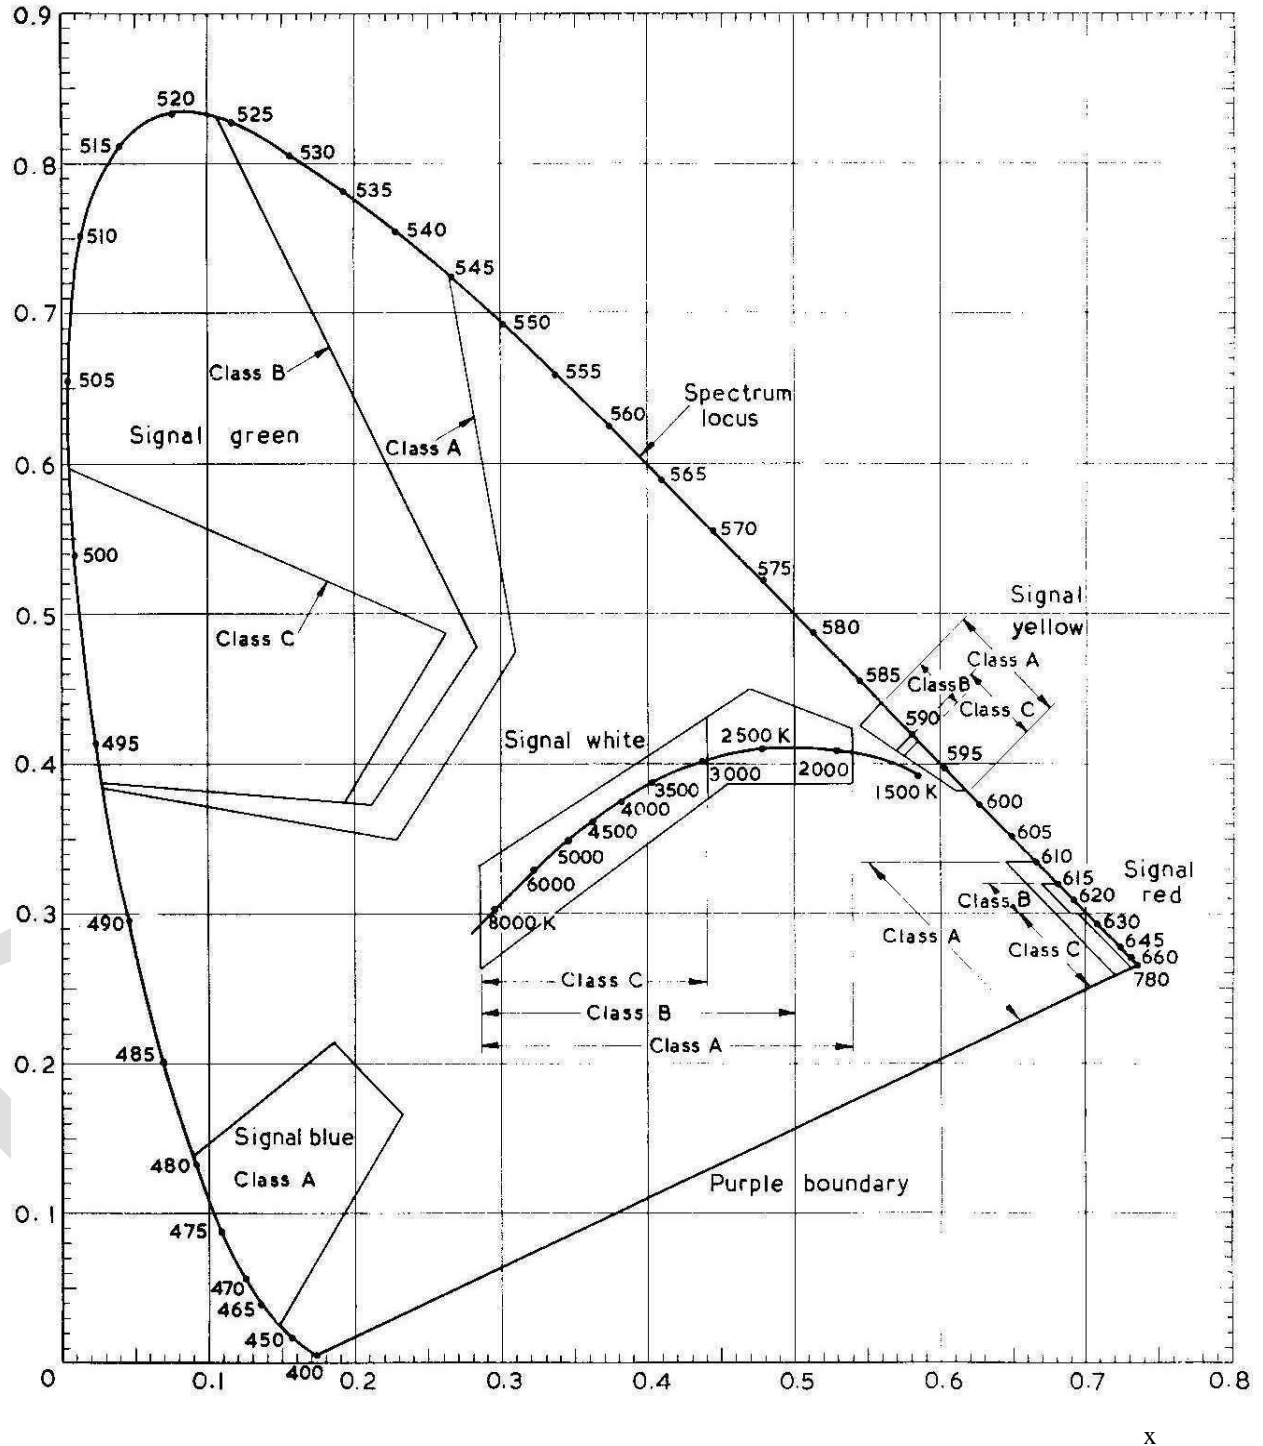 0.9
520
525
515
530
0.8
535
540
510
545
0.7
550
Class B
555
505
Spectrum
locus
560
Signal green
Class A
0.6
565
570
500
575
Signal
yellow
0.5
580
Class C
Class A
585
Class B
Class C
590
495
Signal white
2500 K
595
0.4
3000
2000
3500
1500 K
4000
600
4500
605
5000
610
Signal
red
6000
615
620
Class B
0.3
490
8000 K
630
Class A
Class C
645
660
780
Class C
Class B
Class A
485
0.2
Signal blue
480
Class A
Purple boundary
0.1
475
470
465
450
400
0
0 0.1 0.2 0.3 0.4 0.5 0.6 0.7 0.8
x